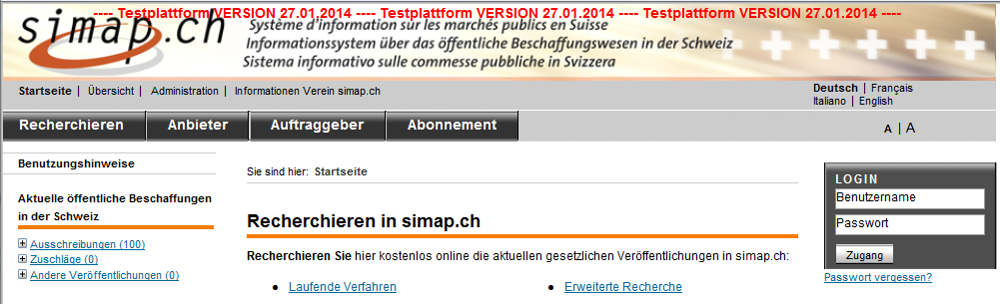 ---- Testplattform VERSION 27.01.2014 ---- Testplattform VERSION 27.01.2014 ---- Testplattform VERSION 27.01.2014 ----
simap.ch
Système d'information sur les marchés publics en Suisse
Informationssystem über das öffentliche Beschaffungswesen in der Schweiz
Sistema informativo sulle commesse pubbliche in Svizzera
Startseite | Übersicht | Administration | Informationen Verein simap.ch
Deutsch | Français
Italiano | English
Recherchieren Anbieter Auftraggeber Abonnement
A | A
Benutzungshinweise
Aktuelle öffentliche Beschaffungen
in der Schweiz
Ausschreibungen (100)
Zuschläge (0)
Andere Veröffentlichungen (0)
Sie sind hier: Startseite
Recherchieren in simap.ch
Recherchieren Sie hier kostenlos online die aktuellen gesetzlichen Veröffentlichungen in simap.ch:
Laufende Verfahren
Erweiterte Recherche
LOGIN
Benutzername
Passwort
Zugang
Passwort vergessen?